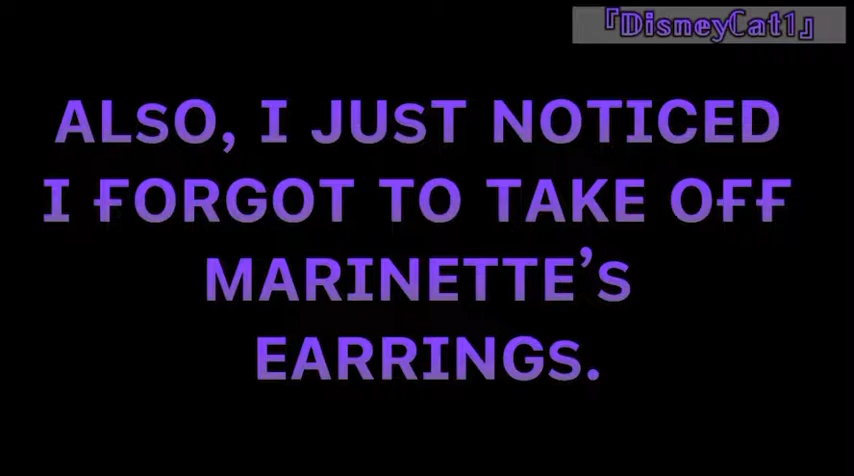 『DisneyCat1』
ALSO, I JUST NOTICED
I FORGOT TO TAKE OFF
MARINETTE’S
EARRINGS.